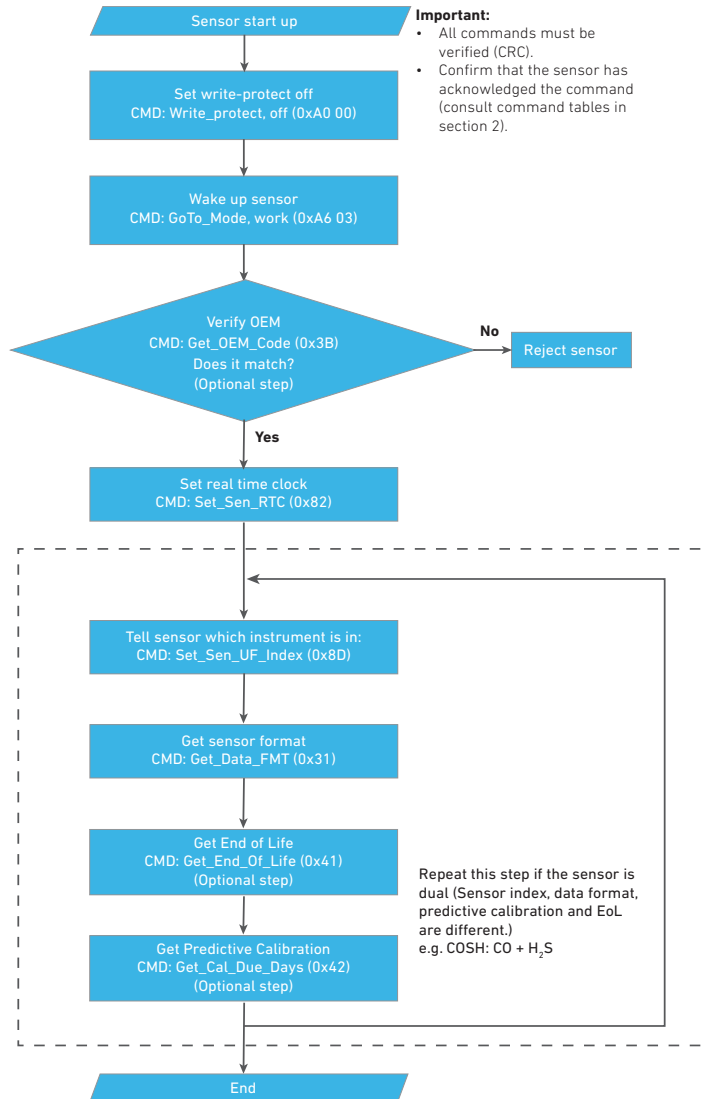 Sensor start up
Important:
• All commands must be
verified (CRC).
• Confirm that the sensor has
acknowledged the command
(consult command tables in
section 2).
Set write-protect off
CMD: Write_protect, off (0xA0 00)
Wake up sensor
CMD: GoTo_Mode, work (0xA6 03)
Verify OEM
CMD: Get_OEM_Code (0x3B)
Does it match?
(Optional step)
No
Reject sensor
Yes
Set real time clock
CMD: Set_Sen_RTC (0x82)
Tell sensor which instrument is in:
CMD: Set_Sen_UF_Index (0x8D)
Get sensor format
CMD: Get_Data_FMT (0x31)
Get End of Life
CMD: Get_End_Of_Life (0x41)
(Optional step)
Get Predictive Calibration
CMD: Get_Cal_Due_Days (0x42)
(Optional step)
Repeat this step if the sensor is
dual (Sensor index, data format,
predictive calibration and EoL
are different.)
e.g. COSH: CO + H₂S
End